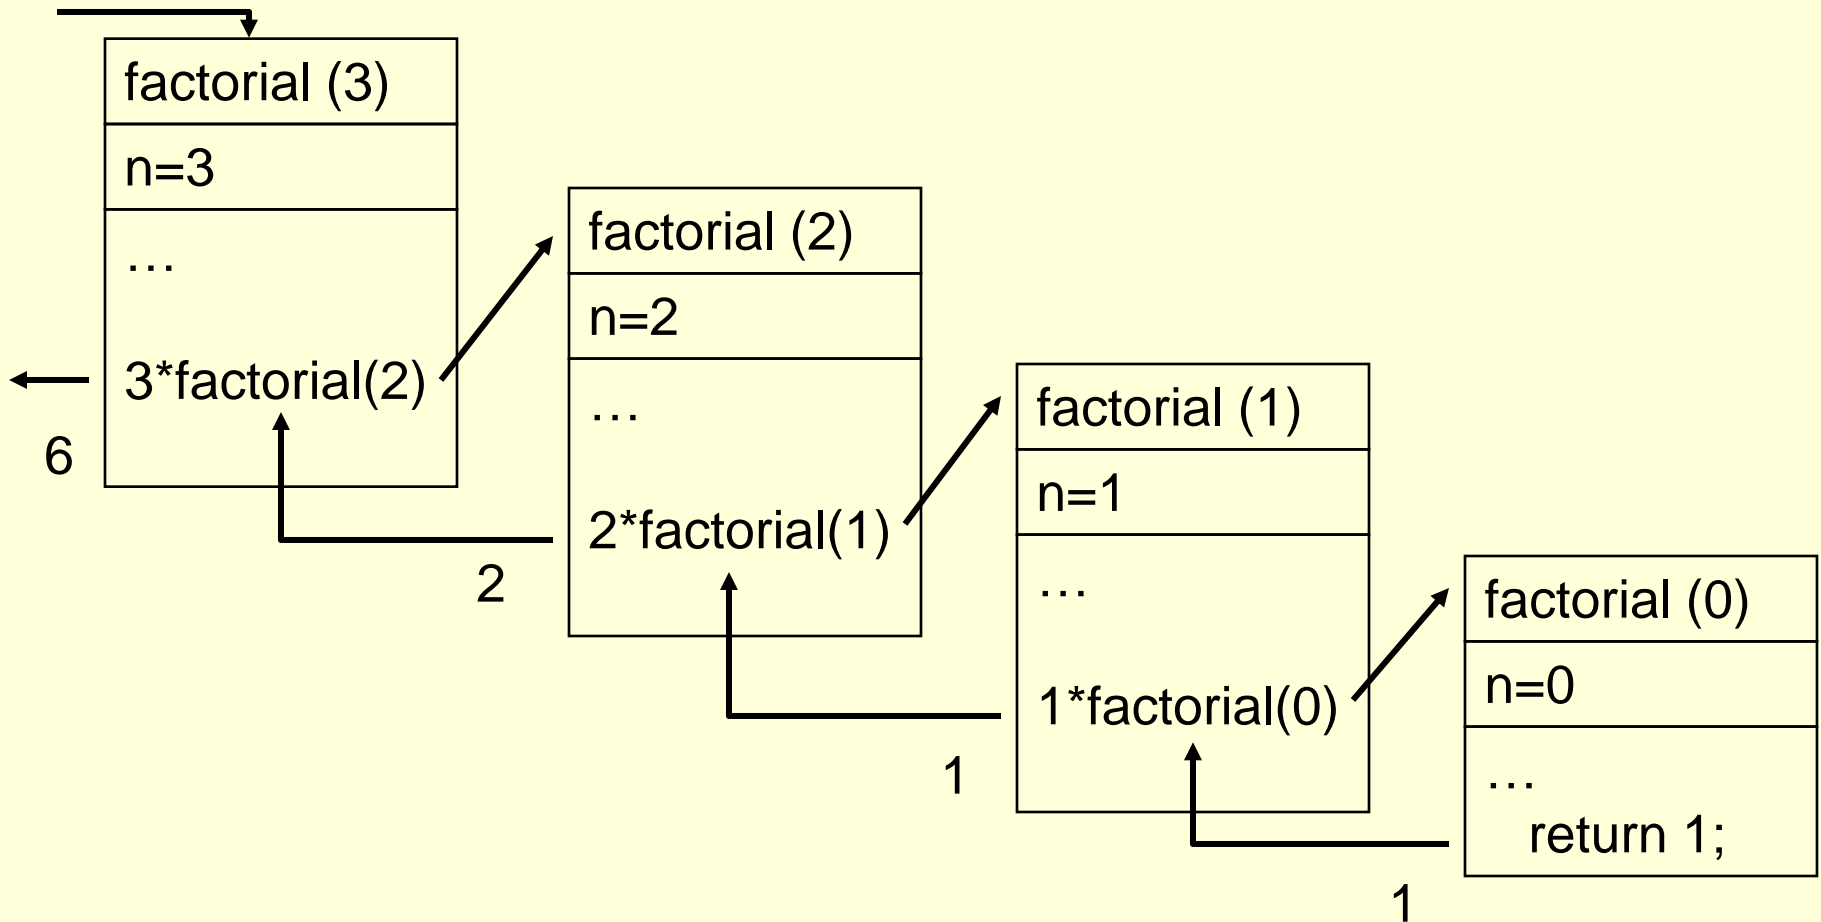 factorial (3)
n=3
…
3*factorial(2)
6
factorial (2)
n=2
…
2*factorial(1)
2
factorial (1)
n=1
…
1*factorial(0)
1
factorial (0)
n=0
…
return 1;
1